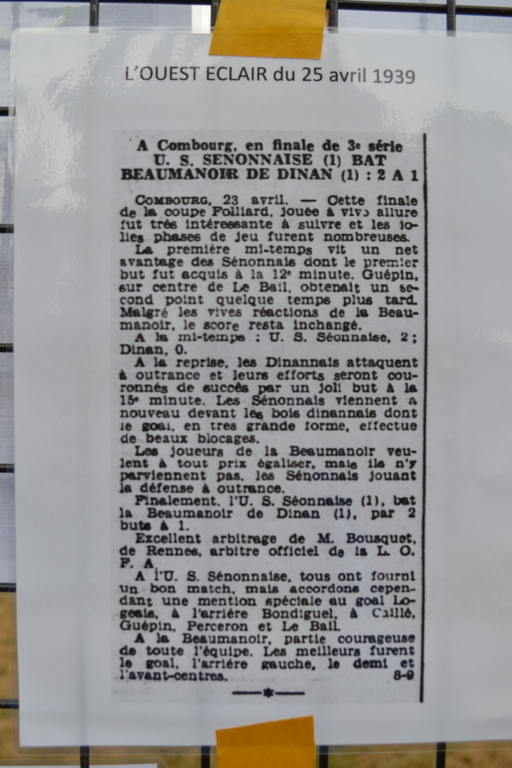 L'OUEST ECLAIR du 25 avril 1939
A Combourg, en finale de 3e série
U. S. SENONNAISE (1) BAT
BEAUMANOIR DE DINAN (1) : 2 A 1
COMBOURG, 23 avril. — Cette finale
de la coupe Folliard, jouée à vive allure
fut très intéressante à suivre et les jo-
lies phases de jeu furent nombreuses.
La première mi-temps vit un net
avantage des Sénonnais dont le premier
but fut acquis à la 12e minute. Guépin,
sur centre de Le Bail, obtenait un se-
cond point quelque temps plus tard.
Malgré les vives réactions de la Beau-
manoir, le score resta inchangé.
A la mi-temps : U. S. Séonnaise, 2 ;
Dinan, 0.
A la reprise, les Dinannais attaquent
à outrance et leurs efforts seront cou-
ronnés de succès par un joli but à la
15e minute. Les Sénonnais viennent a
nouveau devant les bois dinannais dont
le goal, en tres grande forme, effectue
de beaux blocages.
Les joueurs de la Beaumanoir veu-
lent à tout prix égaliser, mais ils n'y
parviennent pas, les Sénonnais jouant
la défense à outrance.
Finalement, l'U. S. Séonnaise (1), bat
la Beaumanoir de Dinan (1), par 2
buts à 1.
Excellent arbitrage de M. Bousquet,
de Rennes, arbitre officiel de la L. O.
F. A.
A l'U. S. Sénonnaise, tous ont fourni
un bon match, mais accordons cepen-
dant une mention spéciale au goal Lo-
geais, à l'arrière Bondiguel, à Caillé,
Guépin, Perceron et Le Bail.
A la Beaumanoir, partie courageuse
de toute l'équipe. Les meilleurs furent
le goal, l'arrière gauche, le demi et
l'avant-centres. 8-9